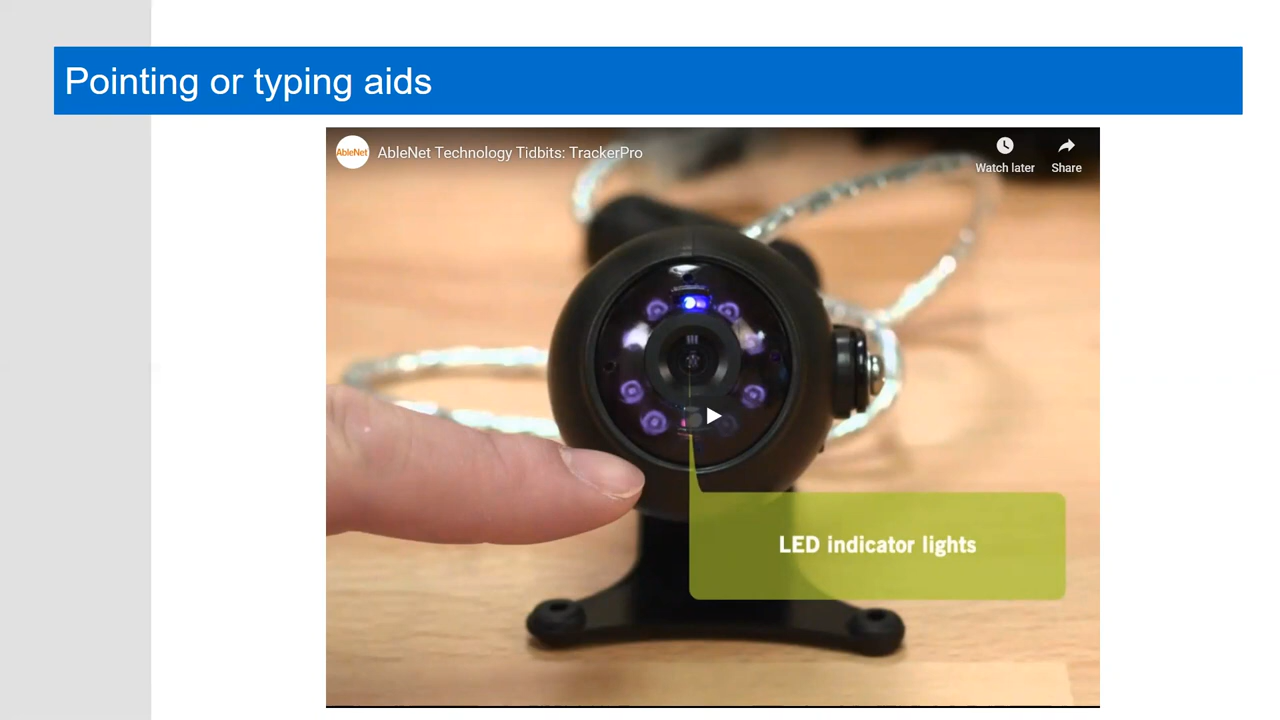 Pointing or typing aids
AbleNet
AbleNet Technology Tidbits: TrackerPro
Watch later
Share
LED indicator lights